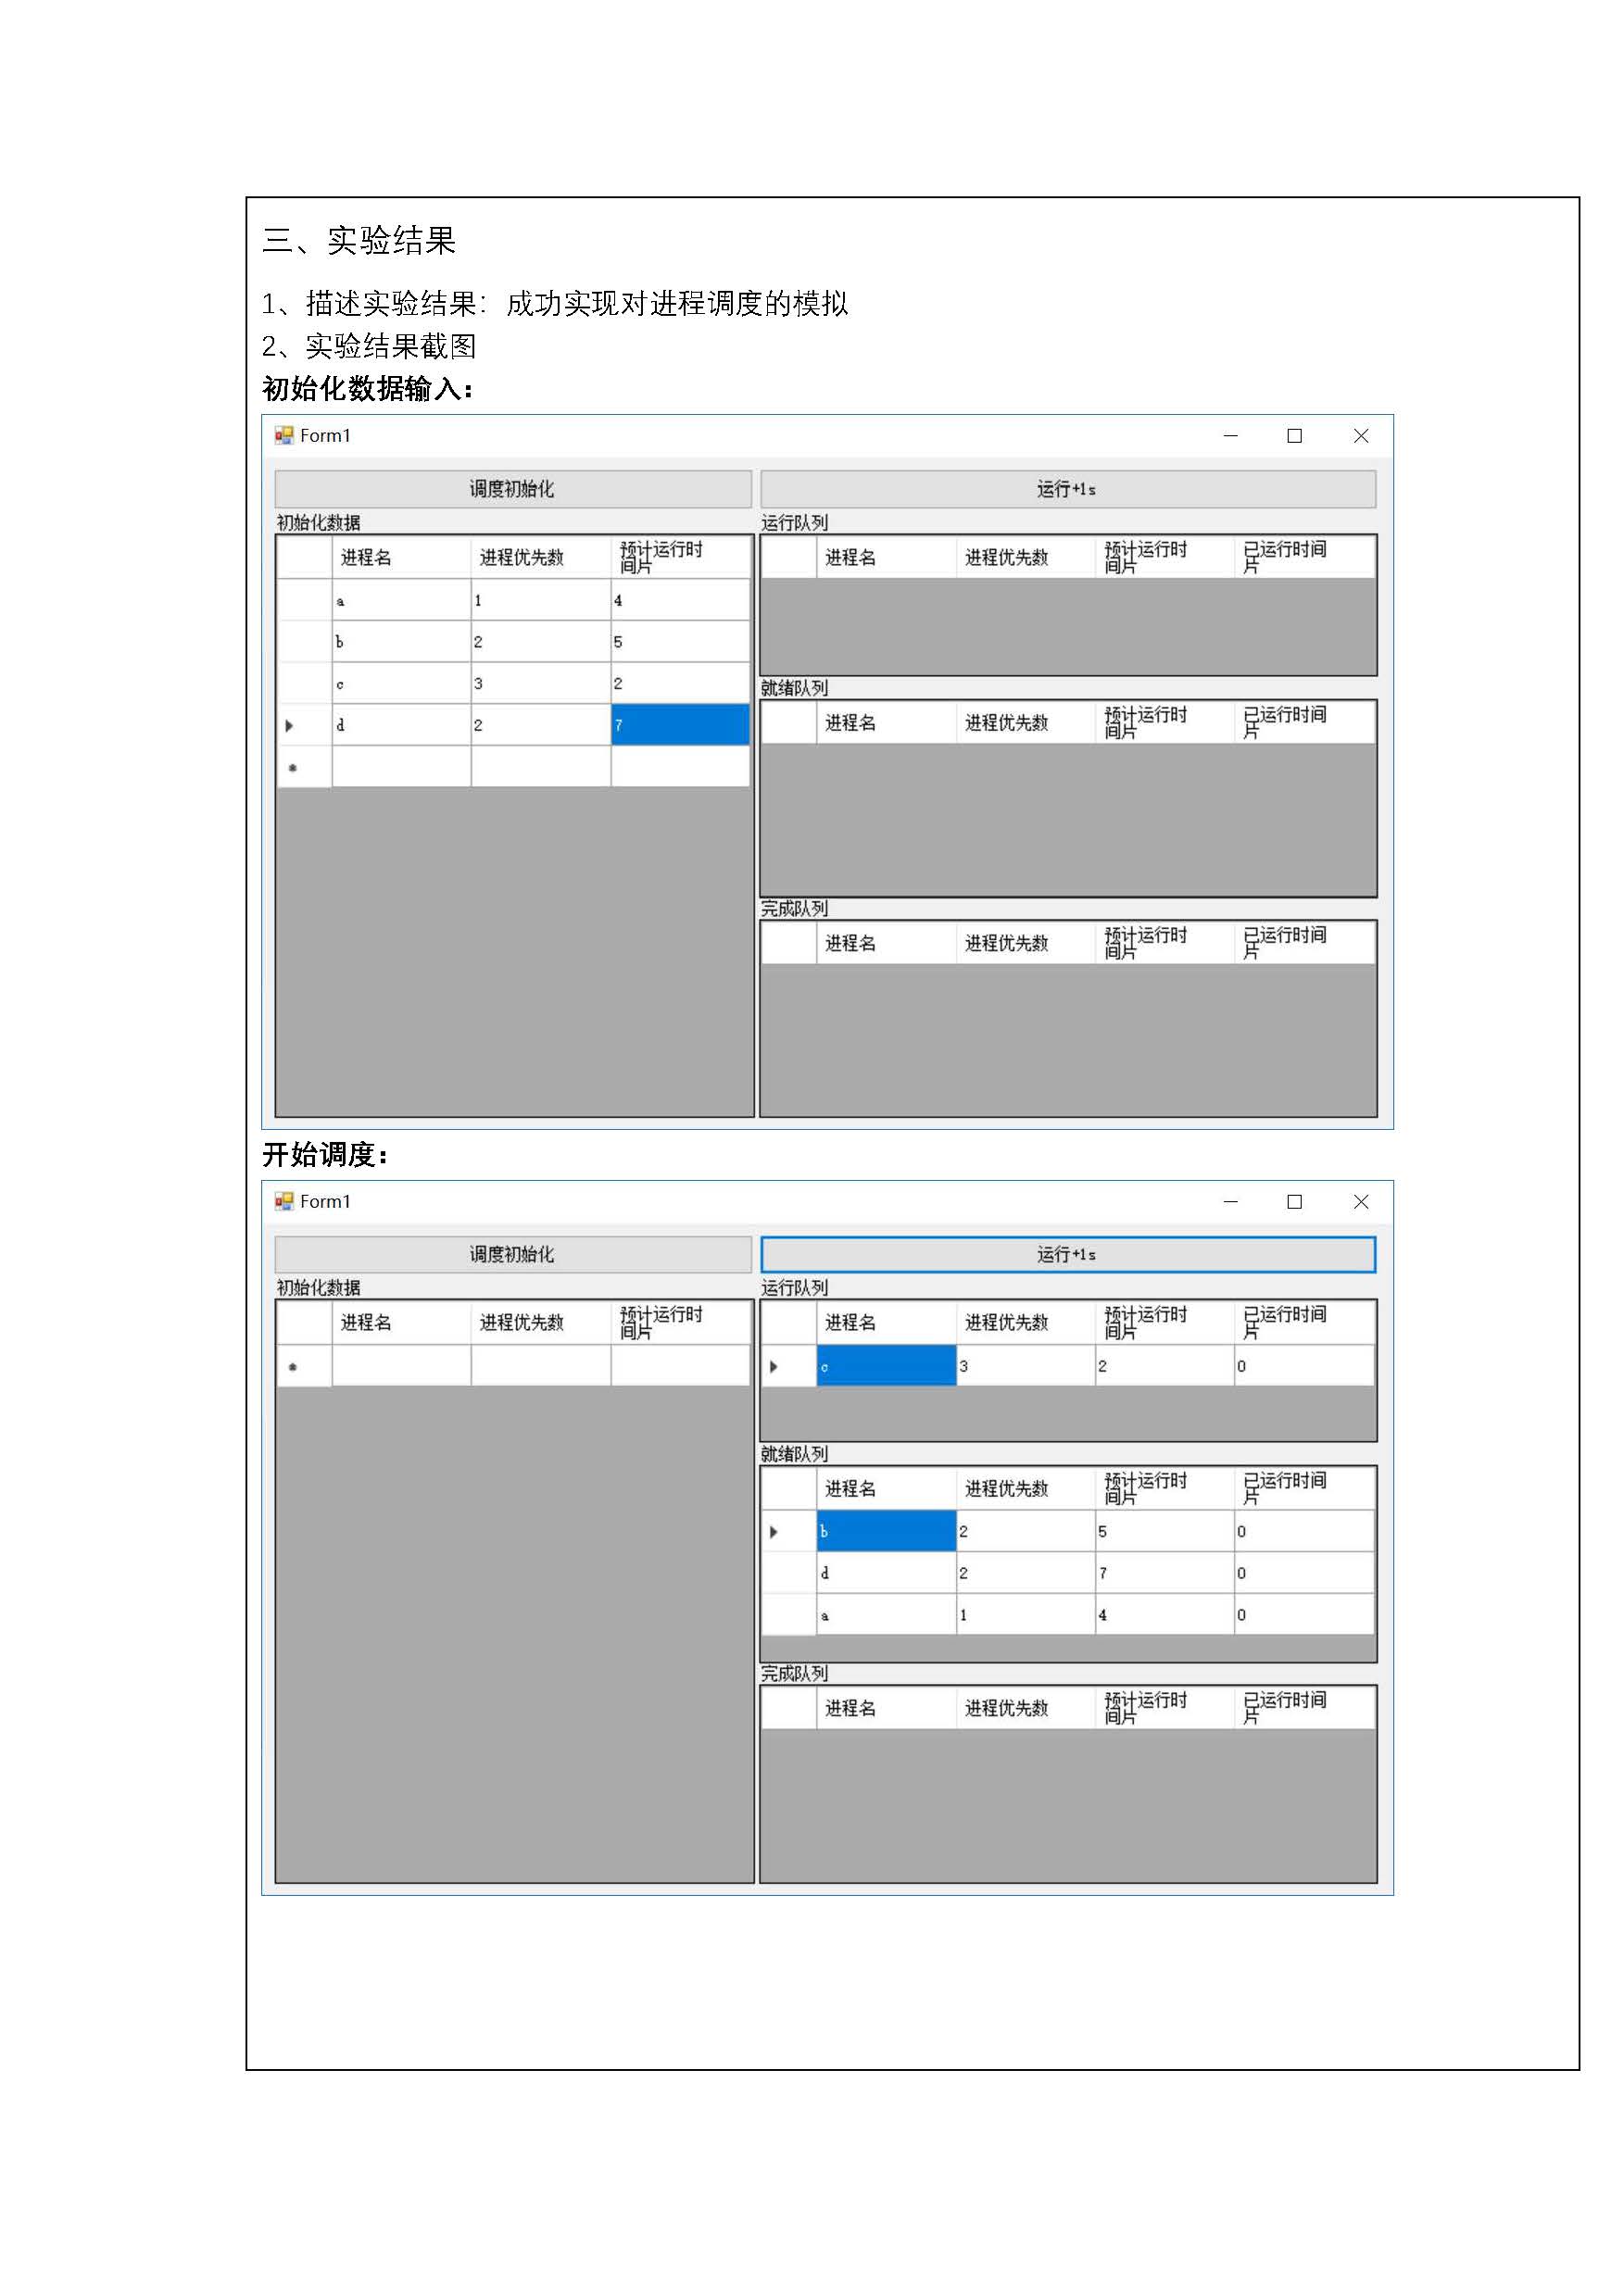 三、实验结果
1、描述实验结果：成功实现对进程调度的模拟
2、实验结果截图
初始化数据输入：
Form1
调度初始化
运行+1s
初始化数据
进程名 进程优先数 预计运行时间片
a 1 4
b 2 5
c 3 2
d 2 7
运行队列
进程名 进程优先数 预计运行时间片 已运行时间片
就绪队列
进程名 进程优先数 预计运行时间片 已运行时间片
完成队列
进程名 进程优先数 预计运行时间片 已运行时间片
开始调度：
Form1
调度初始化
运行+1s
初始化数据
进程名 进程优先数 预计运行时间片
运行队列
进程名 进程优先数 预计运行时间片 已运行时间片
c 3 2 0
就绪队列
进程名 进程优先数 预计运行时间片 已运行时间片
b 2 5 0
d 2 7 0
a 1 4 0
完成队列
进程名 进程优先数 预计运行时间片 已运行时间片